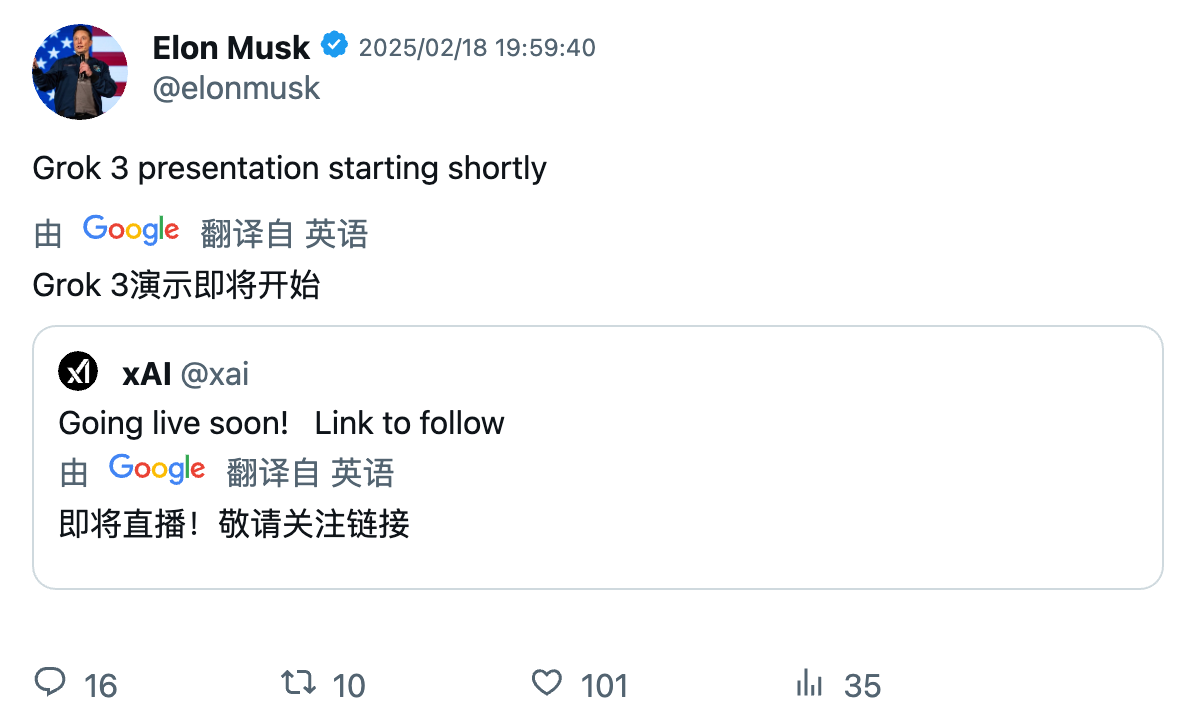 Elon Musk 2025/02/18 19:59:40
@elonmusk
Grok 3 presentation starting shortly
由 Google 翻译自 英语
Grok 3演示即将开始
xAI @xai
Going live soon! Link to follow
由 Google 翻译自 英语
即将直播！敬请关注链接
16 10 101 35